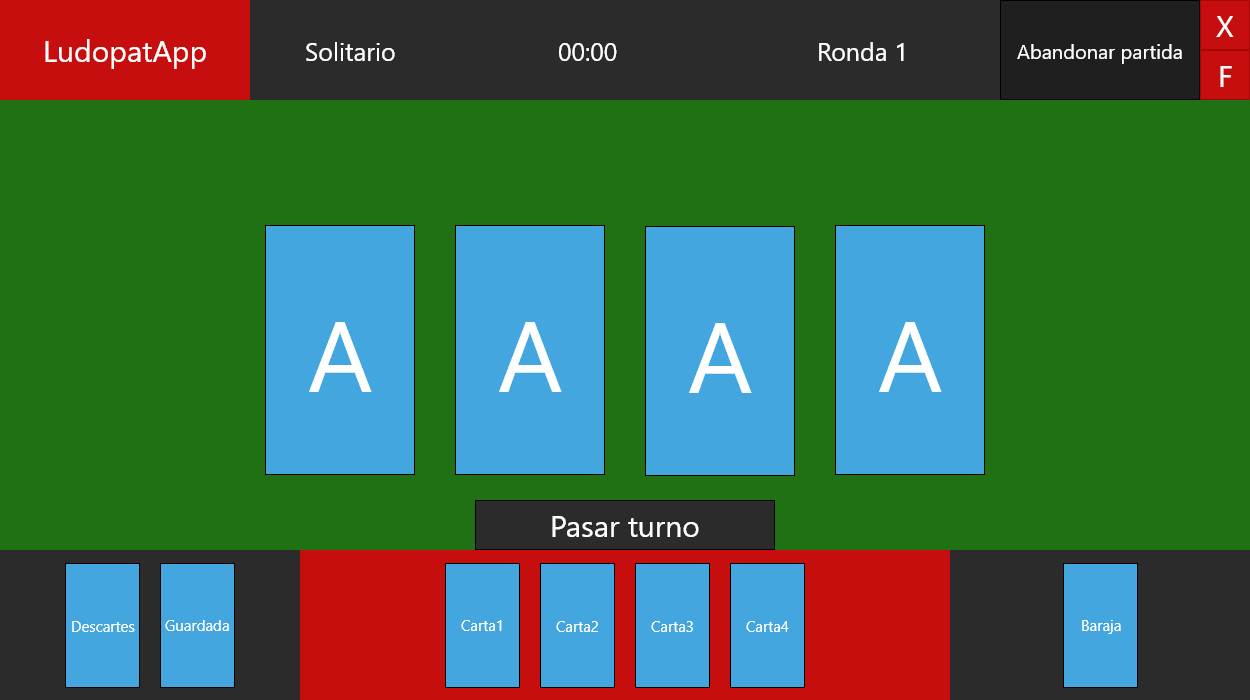 LudopatApp
Solitario
00:00
Ronda 1
Abandonar partida
X
F
A
A
A
A
Pasar turno
Descartes
Guardada
Carta1
Carta2
Carta3
Carta4
Baraja